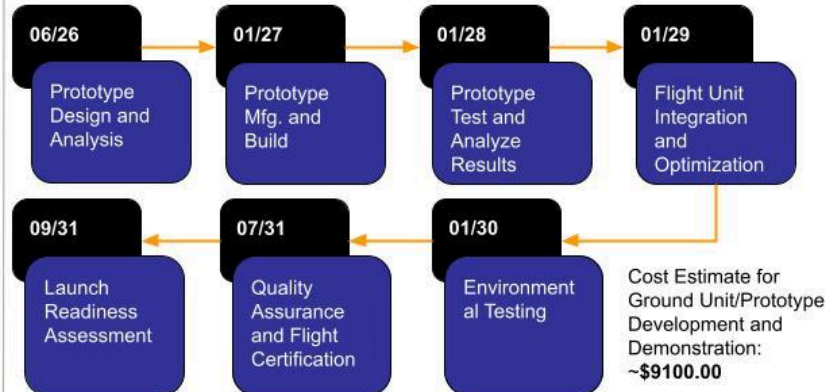 06/26
Prototype
Design and
Analysis
01/27
Prototype
Mfg. and
Build
01/28
Prototype
Test and
Analyze
Results
01/29
Flight Unit
Integration
and
Optimization
01/30
Environment
al Testing
07/31
Quality
Assurance
and Flight
Certification
09/31
Launch
Readiness
Assessment
Cost Estimate for
Ground Unit/Prototype
Development and
Demonstration:
~$9100.00